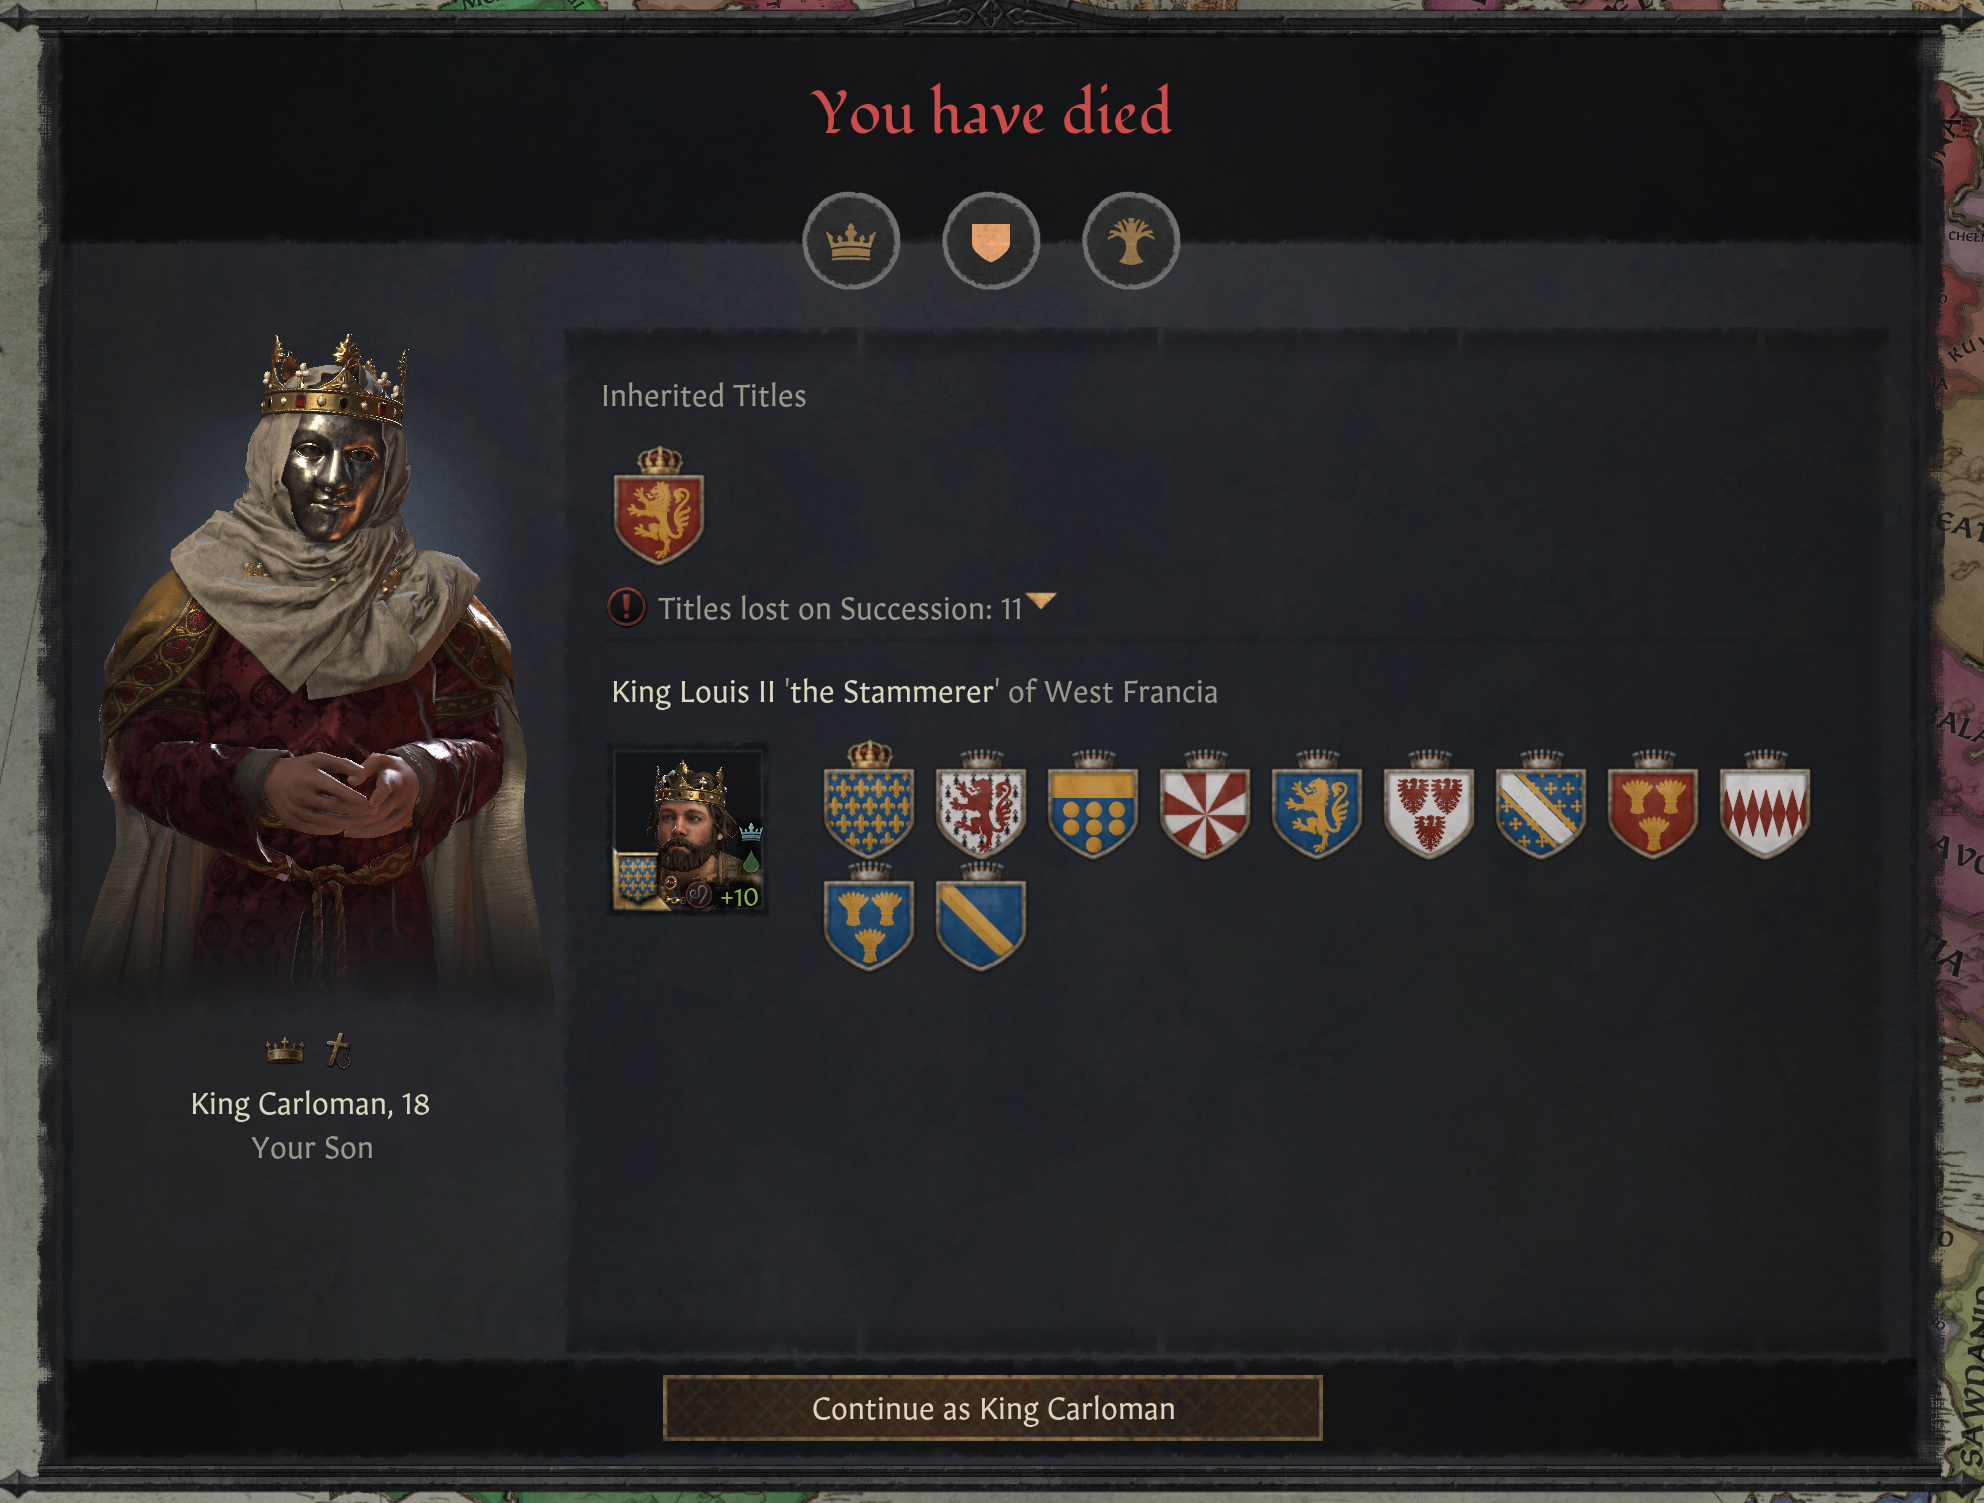 You have died
Inherited Titles
Titles lost on Succession: 11
King Louis II 'the Stammerer' of West Francia
+10
King Carloman, 18
Your Son
Continue as King Carloman
SAWDAND